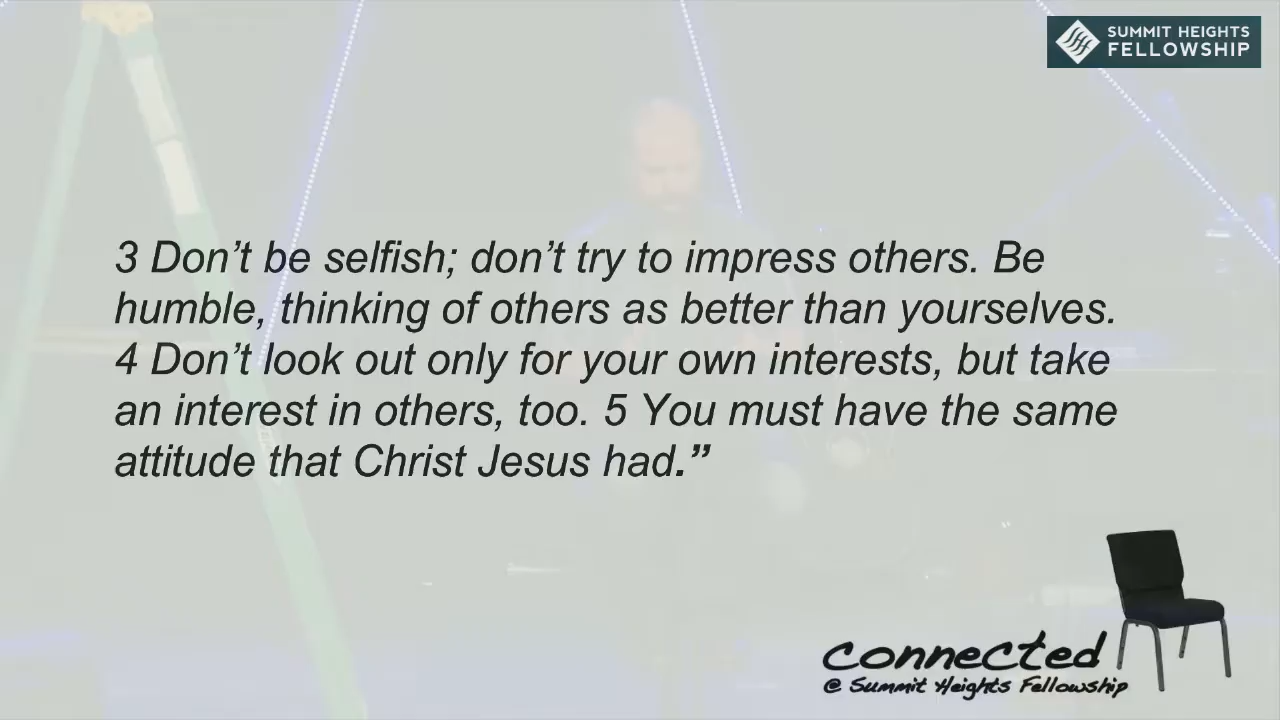 SUMMIT HEIGHTS
FELLOWSHIP
3 Don’t be selfish; don’t try to impress others. Be
humble, thinking of others as better than yourselves.
4 Don’t look out only for your own interests, but take
an interest in others, too. 5 You must have the same
attitude that Christ Jesus had.”
connected
@ Summit Heights Fellowship